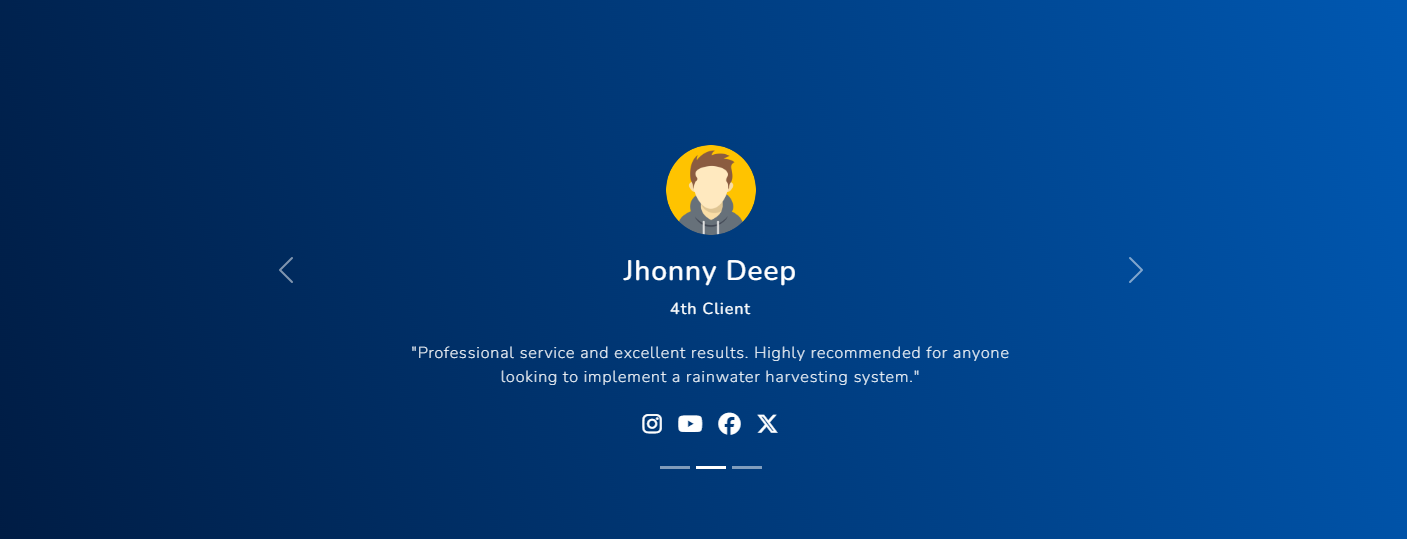 Jhonny Deep
4th Client
"Professional service and excellent results. Highly recommended for anyone
looking to implement a rainwater harvesting system."